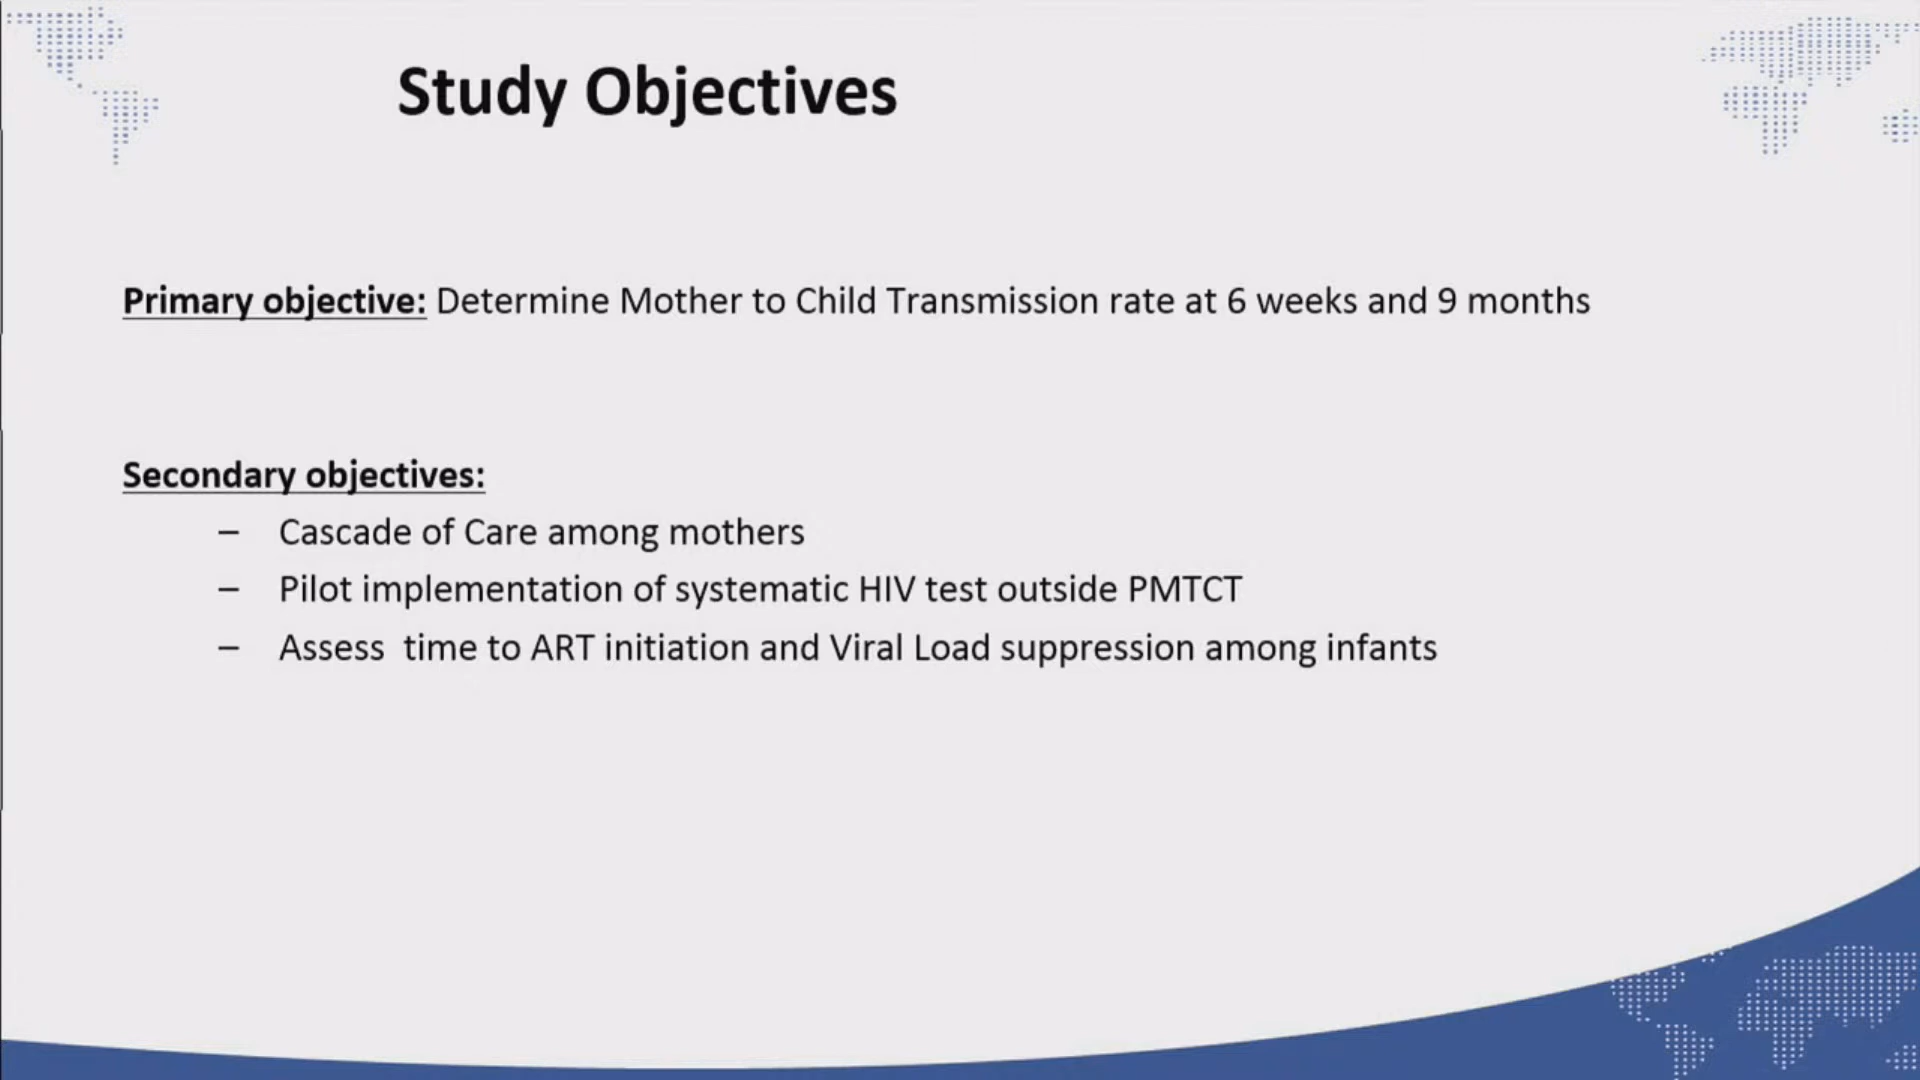 Study Objectives
Primary objective: Determine Mother to Child Transmission rate at 6 weeks and 9 months
Secondary objectives:
– Cascade of Care among mothers
– Pilot implementation of systematic HIV test outside PMTCT
– Assess  time to ART initiation and Viral Load suppression among infants